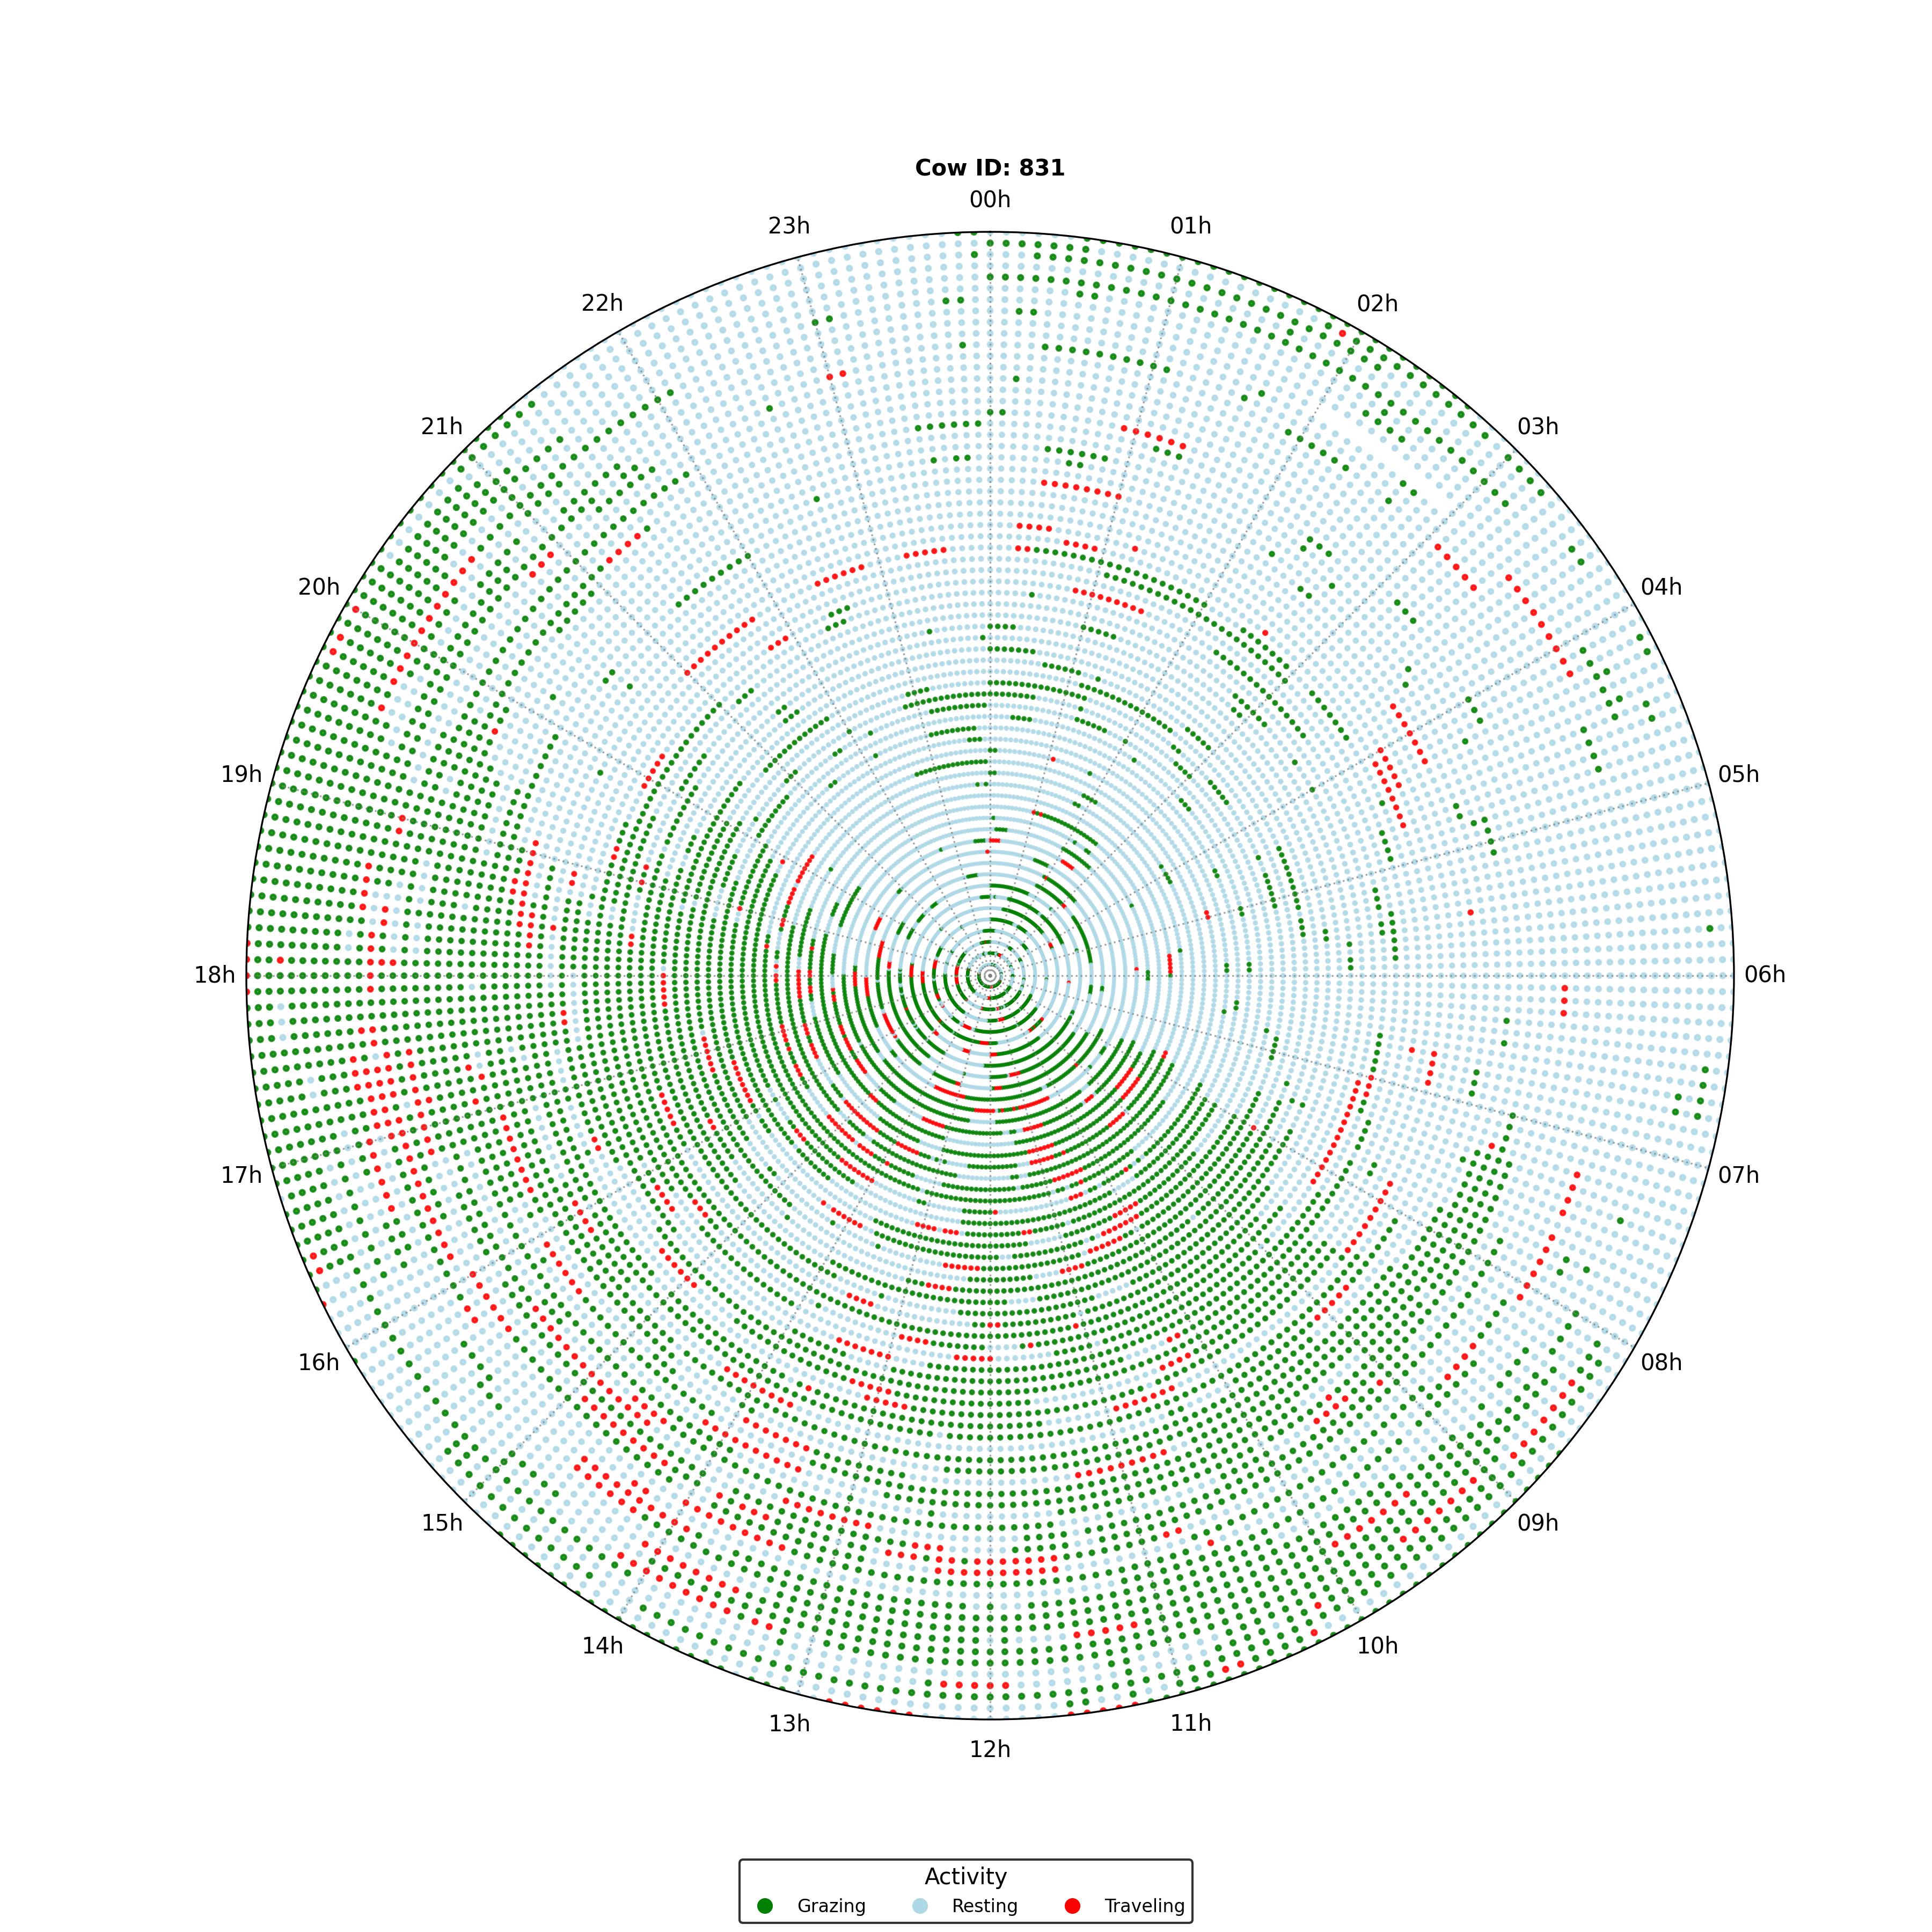 Cow ID: 831
00h
23h
01h
22h
02h
21h
03h
20h
04h
19h
05h
18h
06h
17h
07h
16h
08h
15h
09h
14h
10h
13h
11h
12h
Activity
Grazing Resting Traveling